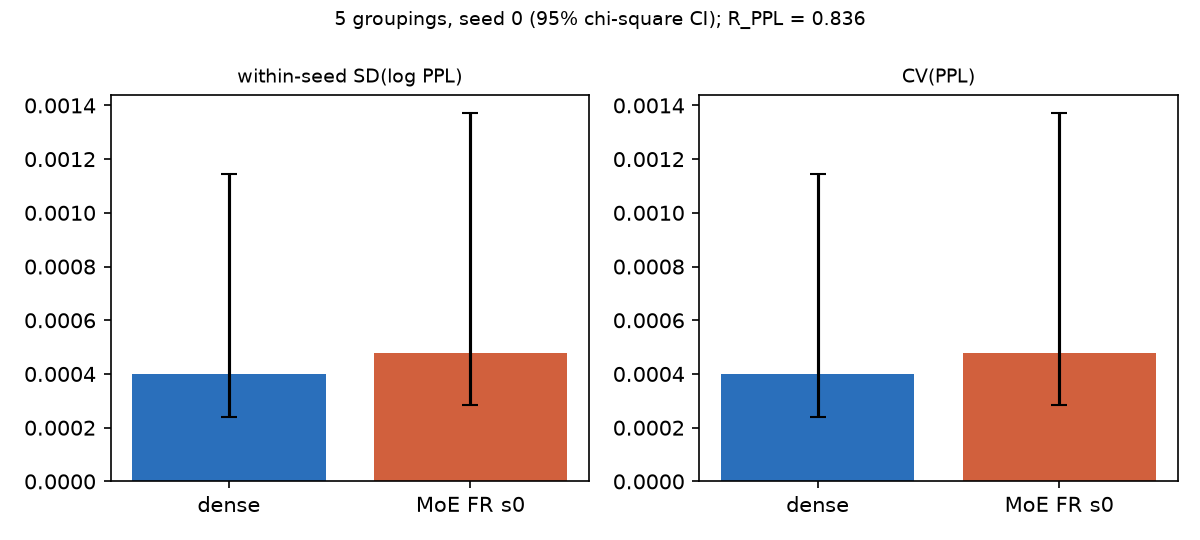 5 groupings, seed 0 (95% chi-square CI); R_PPL = 0.836
within-seed SD(log PPL)
0.0014
0.0012
0.0010
0.0008
0.0006
0.0004
0.0002
0.0000
dense
MoE FR s0
CV(PPL)
0.0014
0.0012
0.0010
0.0008
0.0006
0.0004
0.0002
0.0000
dense
MoE FR s0